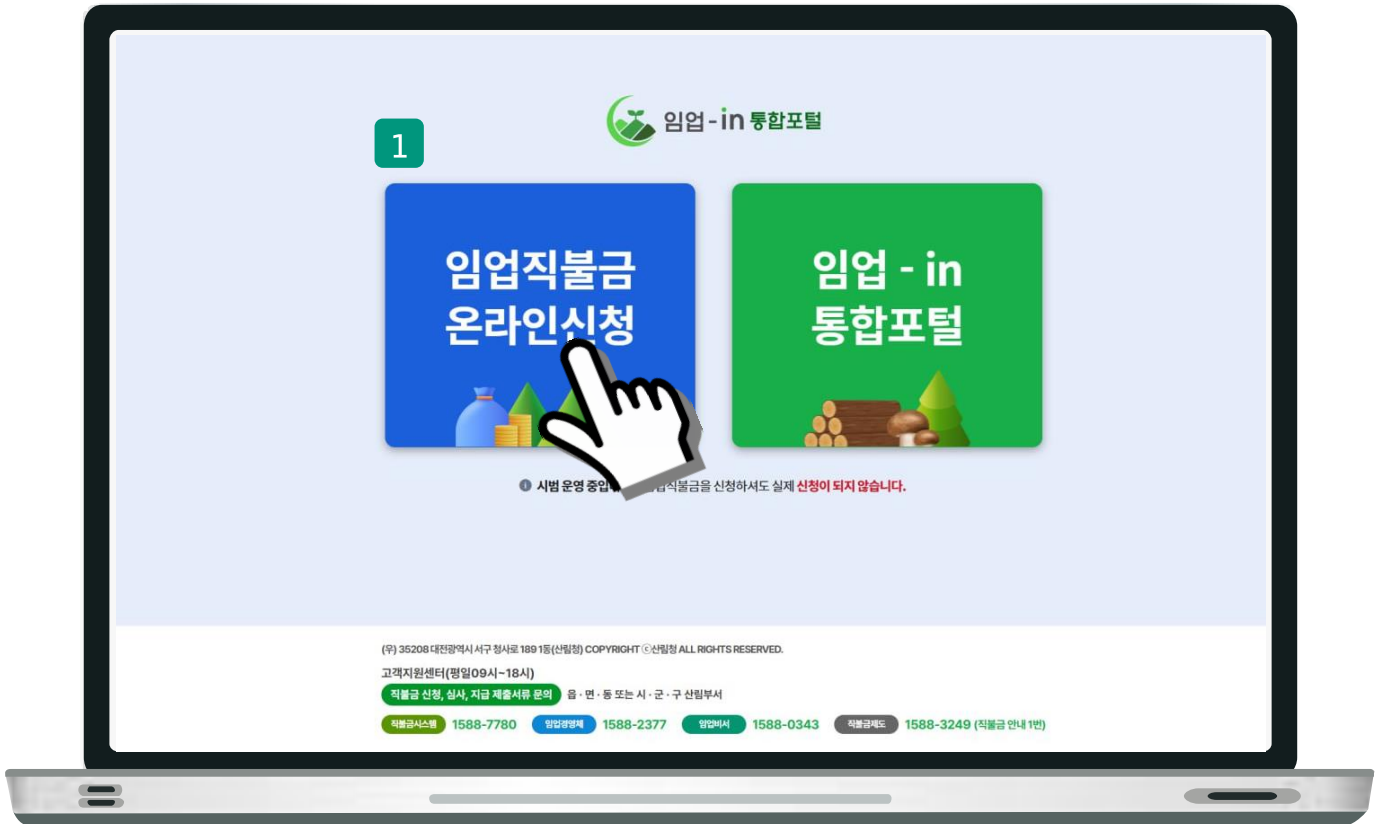 임업-in 통합포털
1
임업직불금
온라인신청
임업 - in
통합포털
시범 운영 중입 직불금을 신청하셔도 실제 신청이 되지 않습니다.
(우) 35208 대전광역시 서구 청사로 189 1동(산림청) COPYRIGHT ⓒ산림청 ALL RIGHTS RESERVED.
고객지원센터(평일09시~18시)
직불금 신청, 심사, 지급 제출서류 문의 읍·면·동 또는 시·군·구 산림부서
직불금시스템 1588-7780 임업경영체 1588-2377 임업비서 1588-0343 직불금제도 1588-3249 (직불금 안내 1번)